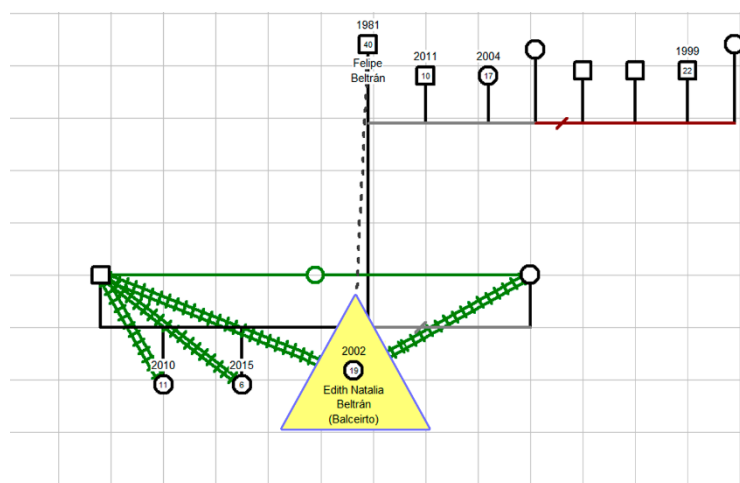 1981
40
Felipe
Beltrán
2011
10
2004
17
1999
22
2010
11
2015
6
2002
19
Edith Natalia
Beltrán
(Balceirto)